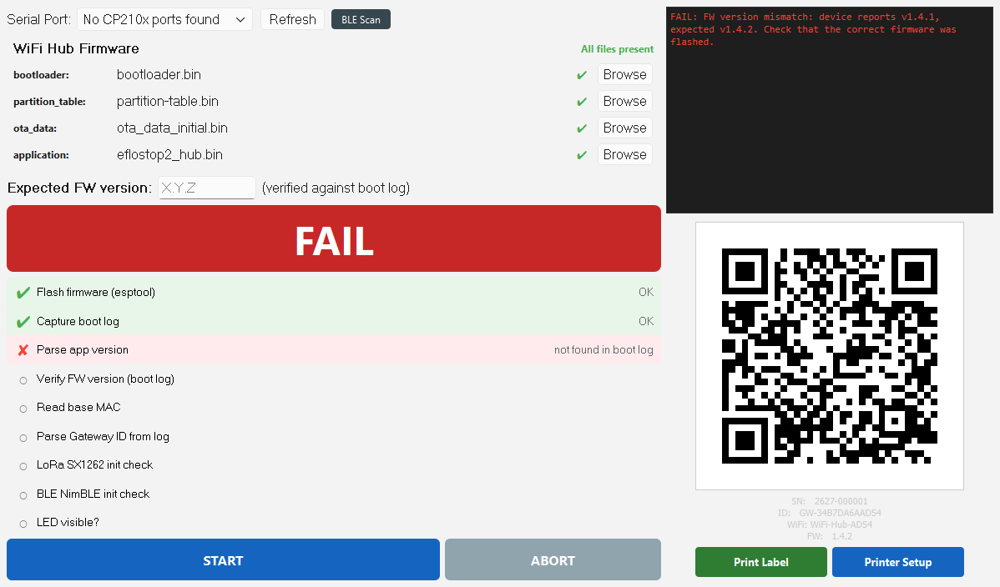 Serial Port: No CP210x ports found Refresh BLE Scan
WiFi Hub Firmware All files present
bootloader: bootloader.bin ✔ Browse
partition_table: partition-table.bin ✔ Browse
ota_data: ota_data_initial.bin ✔ Browse
application: eflostop2_hub.bin ✔ Browse
Expected FW version: X.Y.Z (verified against boot log)
FAIL
✔ Flash firmware (esptool) OK
✔ Capture boot log OK
✘ Parse app version not found in boot log
○ Verify FW version (boot log)
○ Read base MAC
○ Parse Gateway ID from log
○ LoRa SX1262 init check
○ BLE NimBLE init check
○ LED visible?
START ABORT
FAIL: FW version mismatch: device reports v1.4.1,
expected v1.4.2. Check that the correct firmware was
flashed.
SN: 2627-000001
ID: GW-34B7DA6AAD54
WiFi: WiFi-Hub-AD54
FW: 1.4.2
Print Label Printer Setup